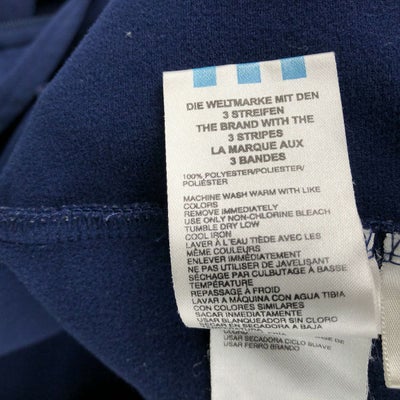 DIE WELTMARKE MIT DEN
3 STREIFEN
THE BRAND WITH THE
3 STRIPES
LA MARQUE AUX
3 BANDES
100% POLYESTER/POLIESTER/
POLIÉSTER
MACHINE WASH WARM WITH LIKE
COLORS
REMOVE IMMEDIATELY
USE ONLY NON-CHLORINE BLEACH
TUMBLE DRY LOW
COOL IRON
LAVER À L'EAU TIÈDE AVEC LES
MÊME COULEURS
ENLEVER IMMÉDIATEMENT
NE PAS UTILISER DE JAVELISANT
SÉCHAGE PAR CULBUTAGE À BASSE
TEMPÉRATURE
REPASSAGE À FROID
LAVAR A MÁQUINA CON AGUA TIBIA
CON COLORES SIMILARES
SACAR INMEDIATAMENTE
USAR BLANQUEADOR SIN CLORO
SECAR EN SECADORA A BAJA
USAR SECADORA CICLO SUAVE
USAR FERRO BRANDO